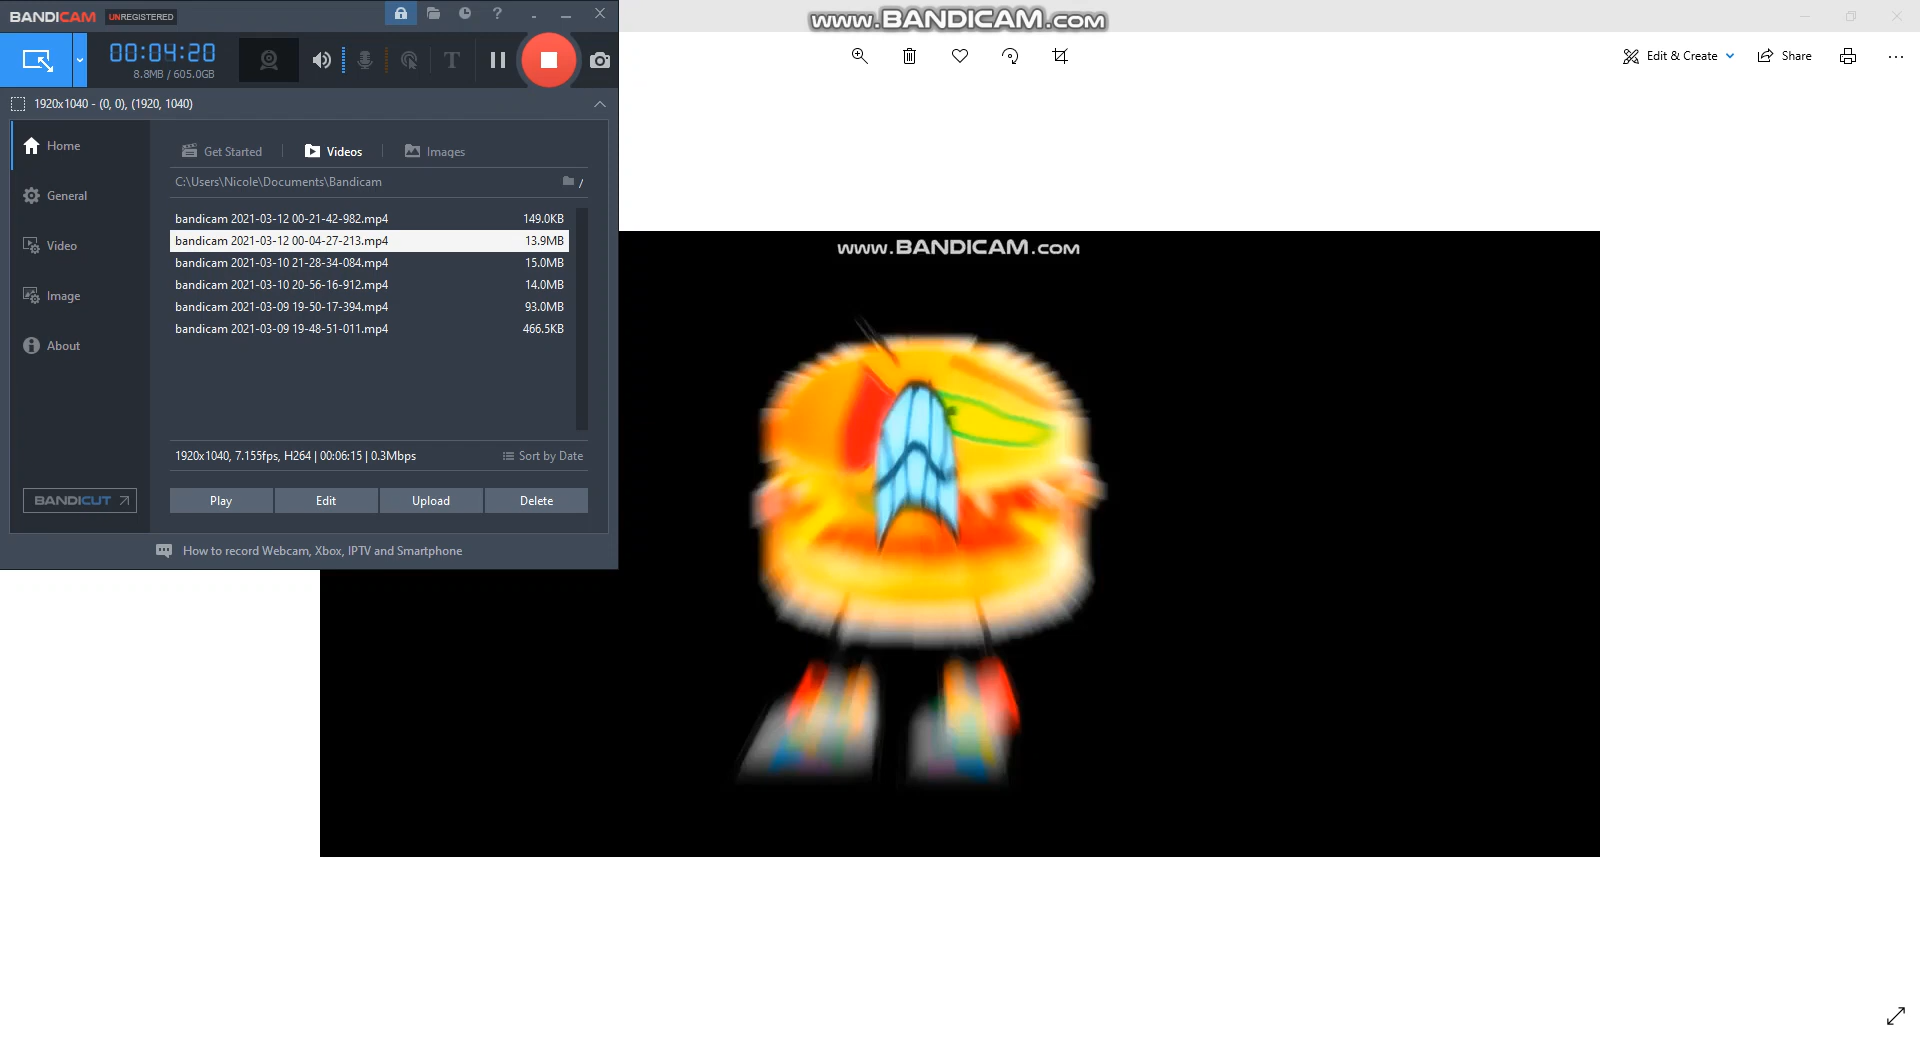 BANDICAM UNREGISTERED
?
www.BANDICAM.com
00:04:20
8.8MB / 605.0GB
T
Edit & Create
Share
1920x1040 - (0, 0), (1920, 1040)
Home
General
Video
Image
About
BANDICUT
Get Started
Videos
Images
C:\Users\Nicole\Documents\Bandicam
/
bandicam 2021-03-12 00-21-42-982.mp4 149.0KB
bandicam 2021-03-12 00-04-27-213.mp4 13.9MB
bandicam 2021-03-10 21-28-34-084.mp4 15.0MB
bandicam 2021-03-10 20-56-16-912.mp4 14.0MB
bandicam 2021-03-09 19-50-17-394.mp4 93.0MB
bandicam 2021-03-09 19-48-51-011.mp4 466.5KB
1920x1040, 7.155fps, H264 | 00:06:15 | 0.3Mbps
Sort by Date
Play
Edit
Upload
Delete
How to record Webcam, Xbox, IPTV and Smartphone
www.BANDICAM.com